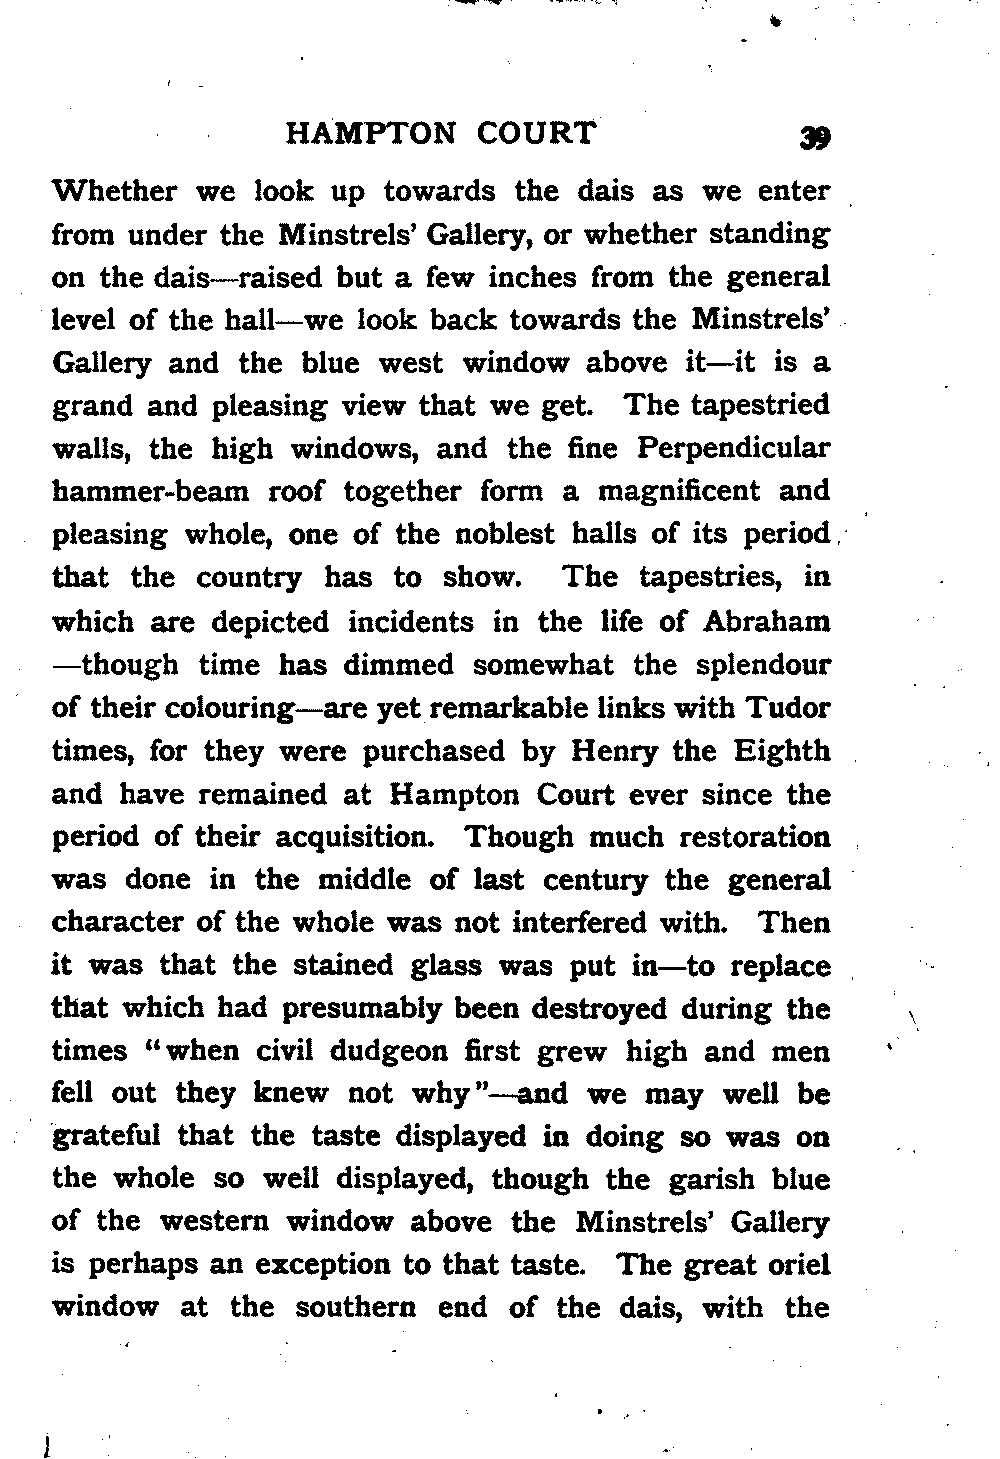 HAMPTON COURT 39
Whether we look up towards the dais as we enter
from under the Minstrels' Gallery, or whether standing
on the dais—raised but a few inches from the general
level of the hall—we look back towards the Minstrels'
Gallery and the blue west window above it—it is a
grand and pleasing view that we get. The tapestried
walls, the high windows, and the fine Perpendicular
hammer-beam roof together form a magnificent and
pleasing whole, one of the noblest halls of its period
that the country has to show. The tapestries, in
which are depicted incidents in the life of Abraham
—though time has dimmed somewhat the splendour
of their colouring—are yet remarkable links with Tudor
times, for they were purchased by Henry the Eighth
and have remained at Hampton Court ever since the
period of their acquisition. Though much restoration
was done in the middle of last century the general
character of the whole was not interfered with. Then
it was that the stained glass was put in—to replace
that which had presumably been destroyed during the
times "when civil dudgeon first grew high and men
fell out they knew not why"—and we may well be
grateful that the taste displayed in doing so was on
the whole so well displayed, though the garish blue
of the western window above the Minstrels' Gallery
is perhaps an exception to that taste. The great oriel
window at the southern end of the dais, with the